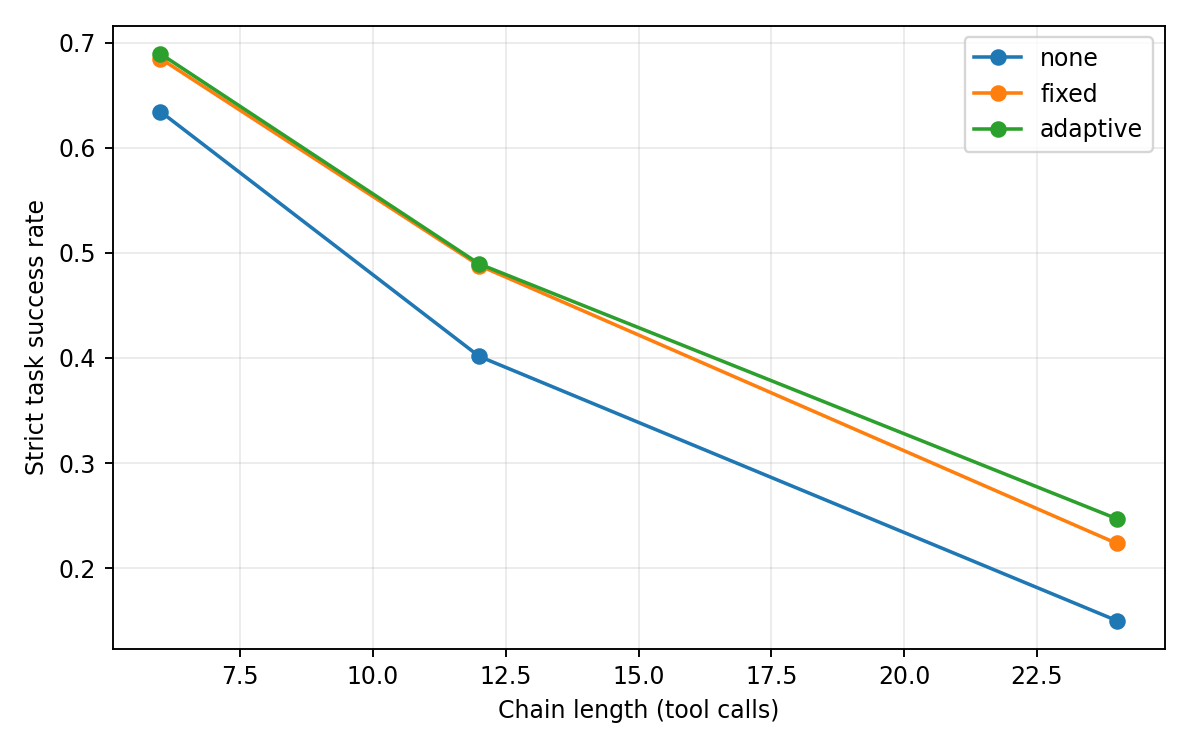 0.7
0.6
0.5
0.4
0.3
0.2
Strict task success rate
none
fixed
adaptive
7.5 10.0 12.5 15.0 17.5 20.0 22.5
Chain length (tool calls)